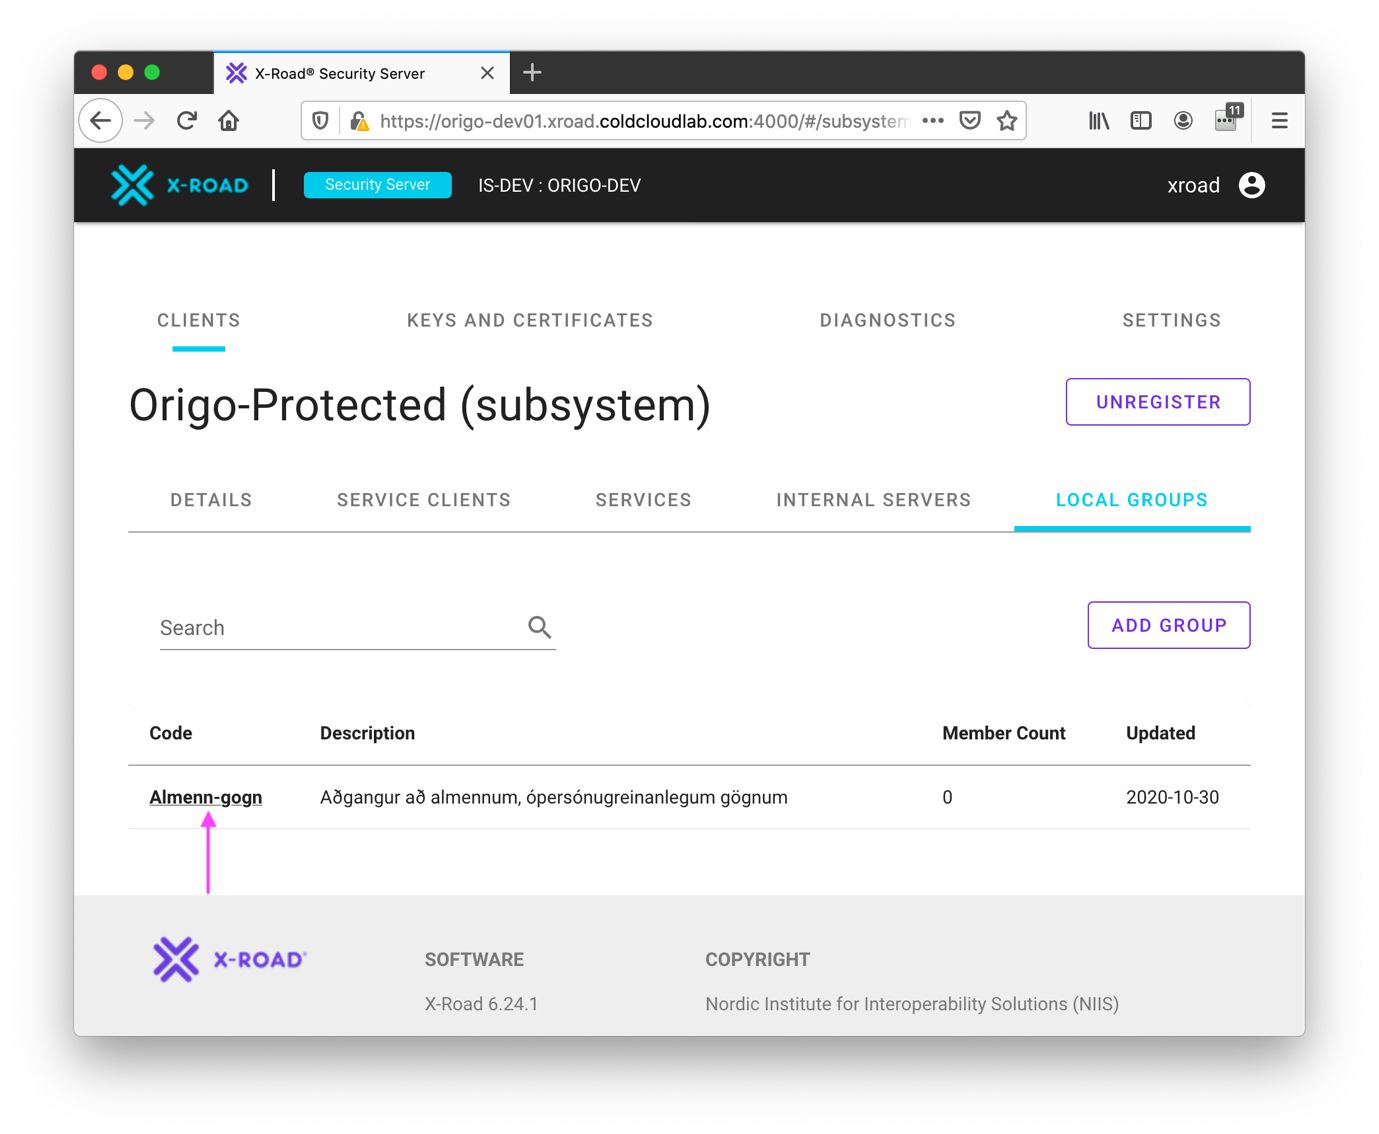 X-Road® Security Server
https://origo-dev01.xroad.coldcloudlab.com:4000/#/subsystem
11
X-ROAD
Security Server
IS-DEV : ORIGO-DEV
xroad
CLIENTS
KEYS AND CERTIFICATES
DIAGNOSTICS
SETTINGS
Origo-Protected (subsystem)
UNREGISTER
DETAILS
SERVICE CLIENTS
SERVICES
INTERNAL SERVERS
LOCAL GROUPS
Search
ADD GROUP
Code Description Member Count Updated
Almenn-gogn Aðgangur að almennum, ópersónugreinanlegum gögnum 0 2020-10-30
X-ROAD®
SOFTWARE
COPYRIGHT
X-Road 6.24.1
Nordic Institute for Interoperability Solutions (NIIS)